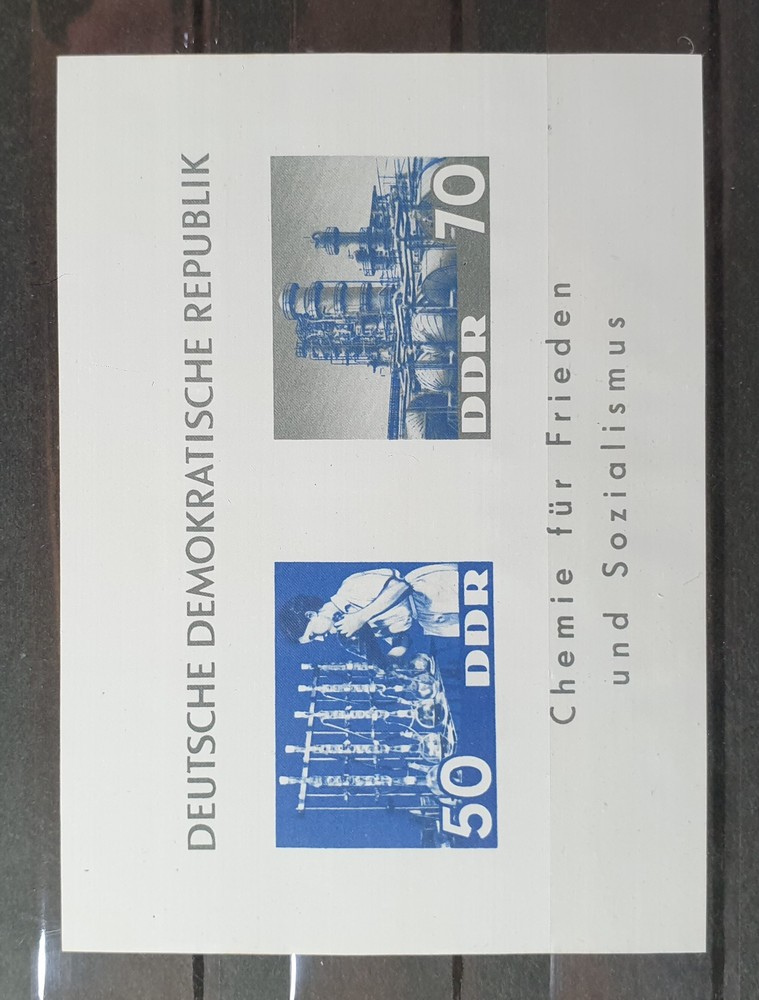 DEUTSCHE DEMOKRATISCHE REPUBLIK
50 DDR
DDR 70
Chemie für Frieden
und Sozialismus